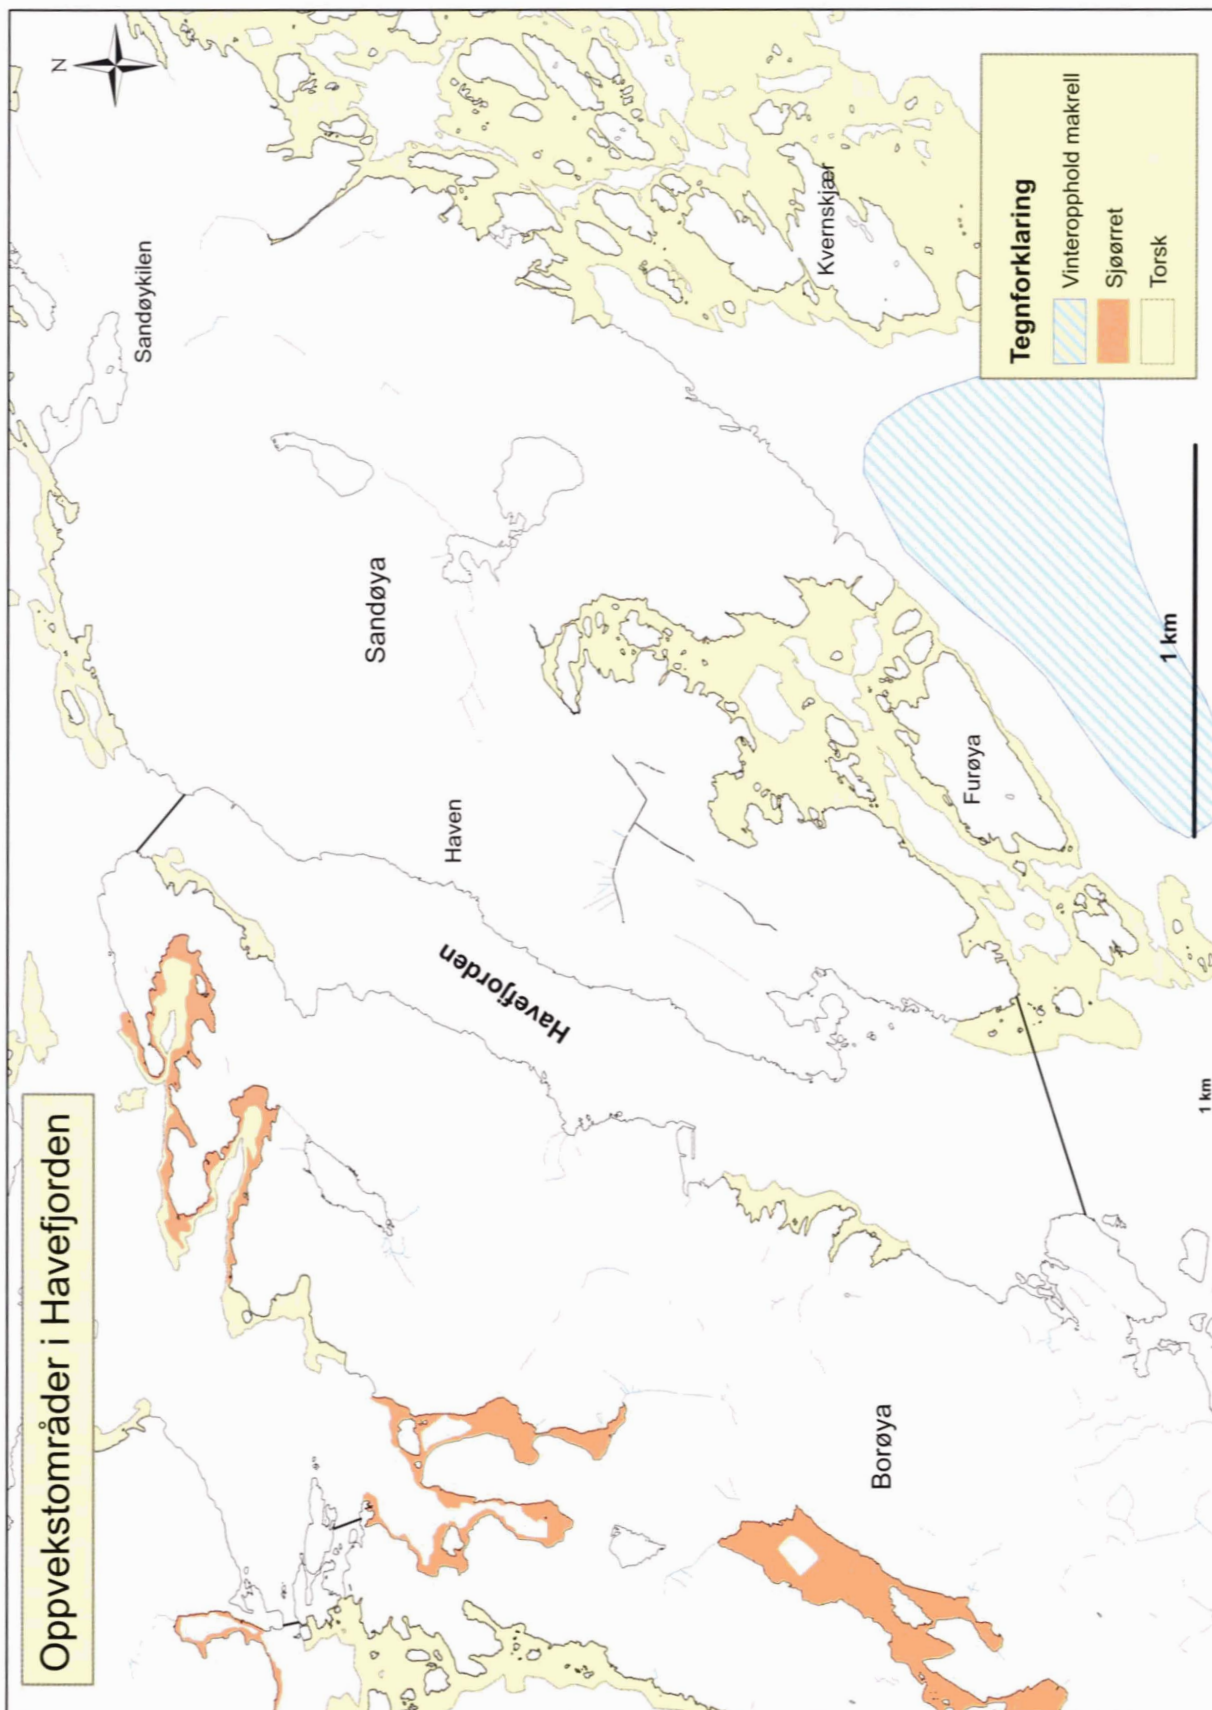 Oppvekstområder i Havefjorden
N
Sandøykilen
Sandøya
Haven
Havefjorden
Kvernskjær
Furøya
Borøya
Tegnforklaring
Vinteropphold makrell
Sjøørret
Torsk
1 km
1 km